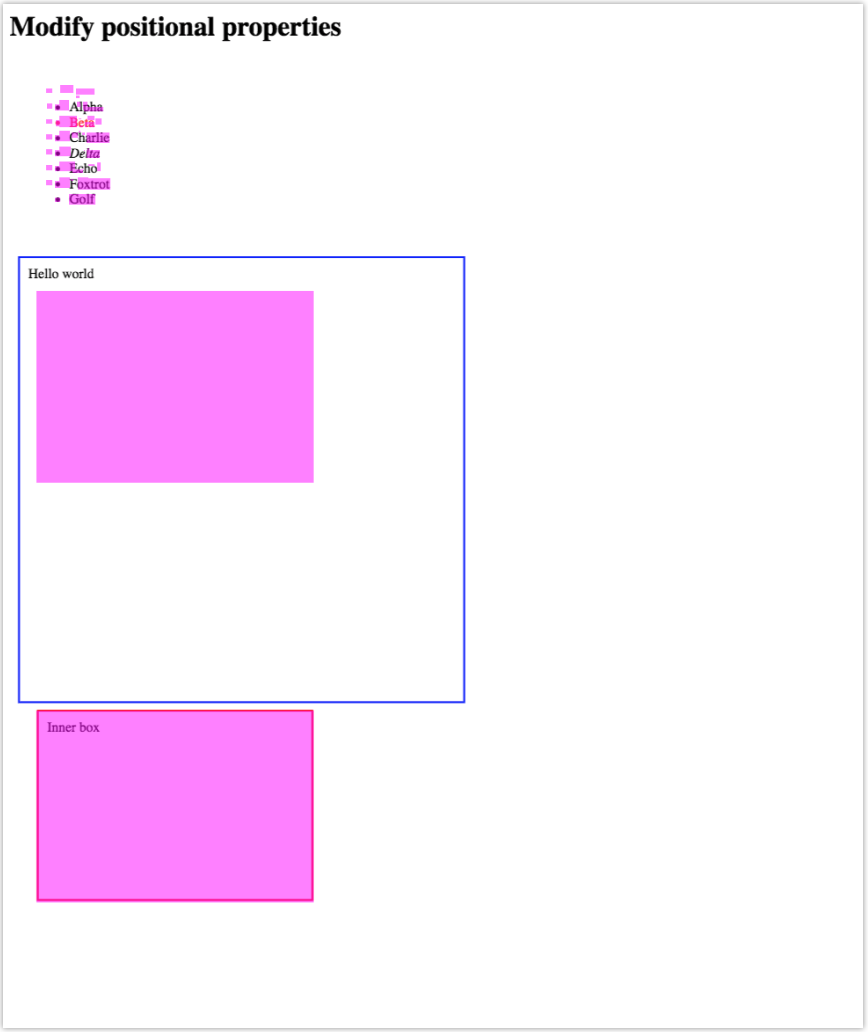 Modify positional properties
Alpha
Beta
Charlie
Delta
Echo
Foxtrot
Golf
Hello world
Inner box